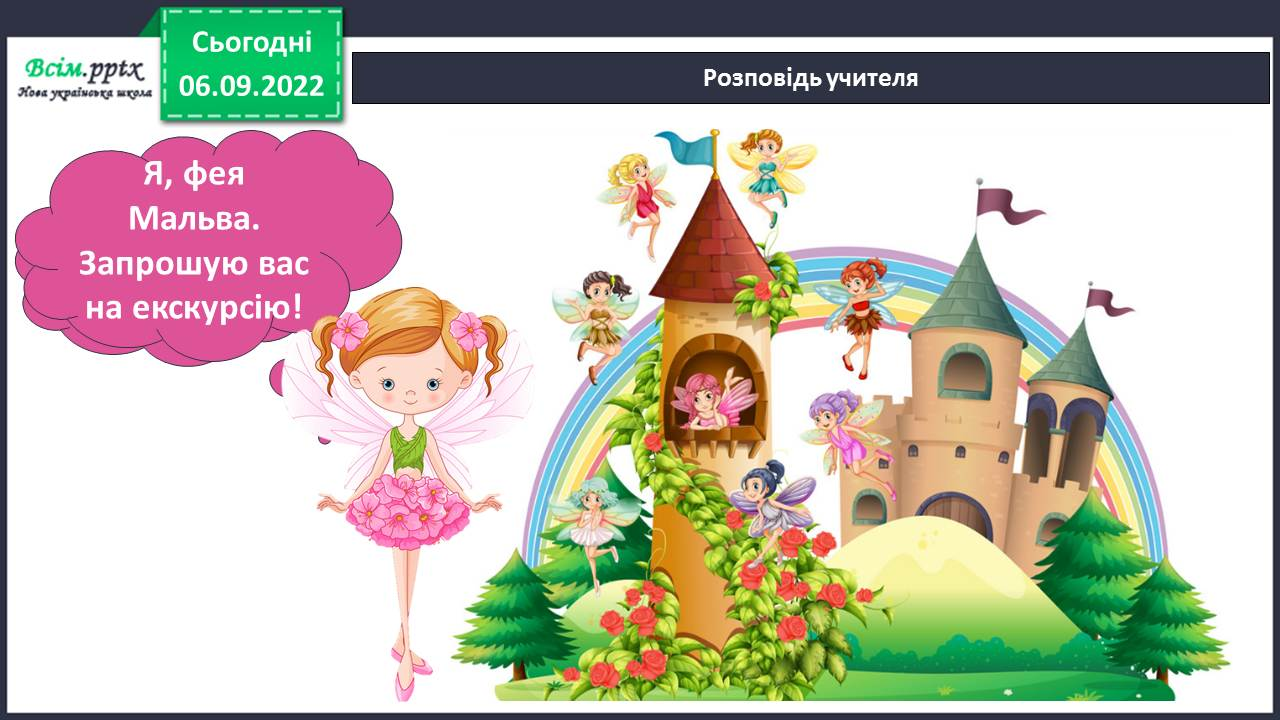 Всім.pptx
Нова українська школа
Сьогодні
06.09.2022
Розповідь учителя
Я, фея
Мальва.
Запрошую вас
на екскурсію!